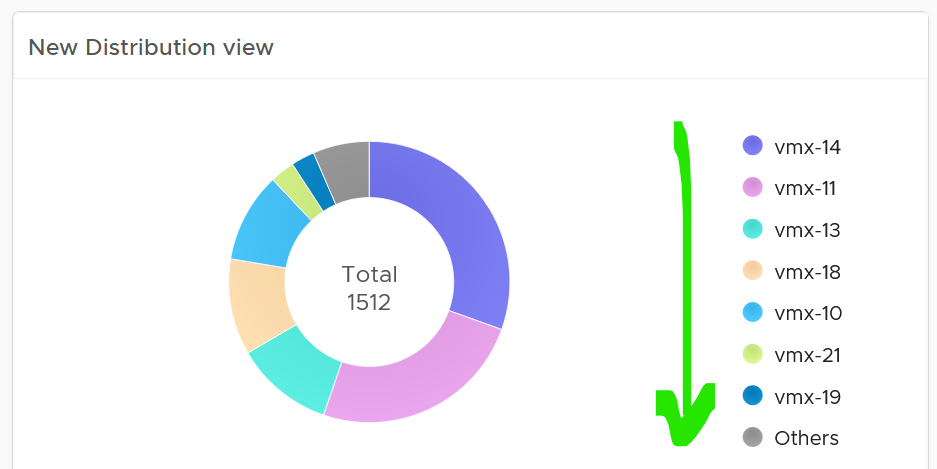 New Distribution view
Total
1512
vmx-14
vmx-11
vmx-13
vmx-18
vmx-10
vmx-21
vmx-19
Others